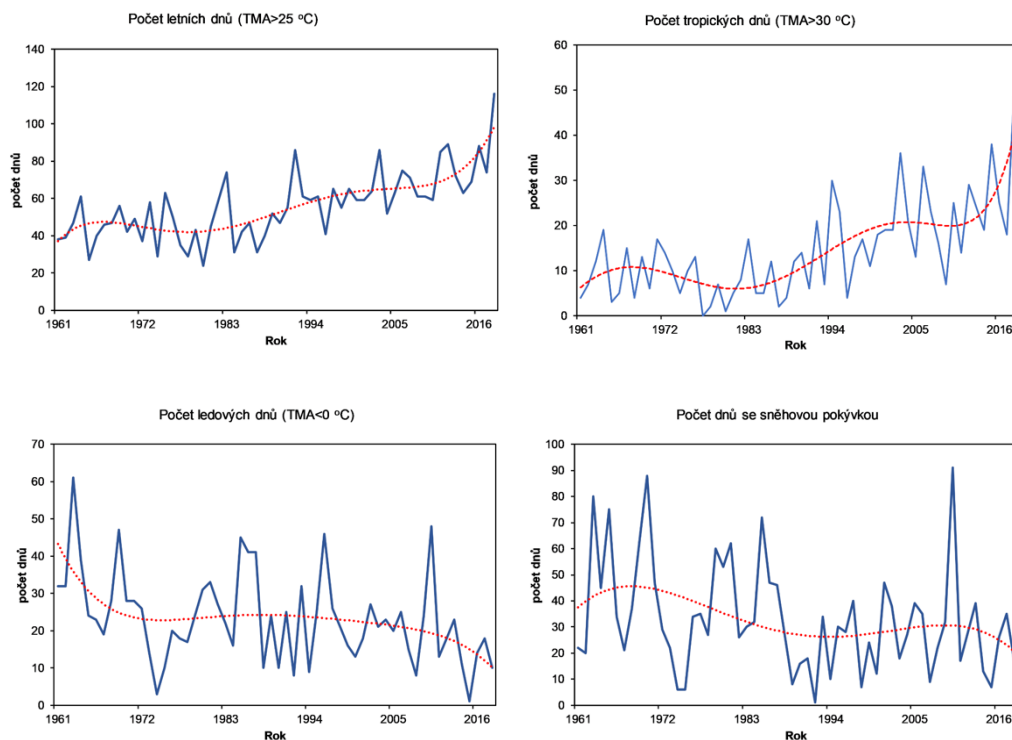 Počet letních dnů (TMA>25 ºC)
140
120
100
80
60
40
20
0
počet dnů
1961 1972 1983 1994 2005 2016
Rok
Počet tropických dnů (TMA>30 ºC)
60
50
40
30
20
10
0
počet dnů
1961 1972 1983 1994 2005 2016
Rok
Počet ledových dnů (TMA<0 ºC)
70
60
50
40
30
20
10
0
počet dnů
1961 1972 1983 1994 2005 2016
Rok
Počet dnů se sněhovou pokývkou
100
90
80
70
60
50
40
30
20
10
0
počet dnů
1961 1972 1983 1994 2005 2016
Rok